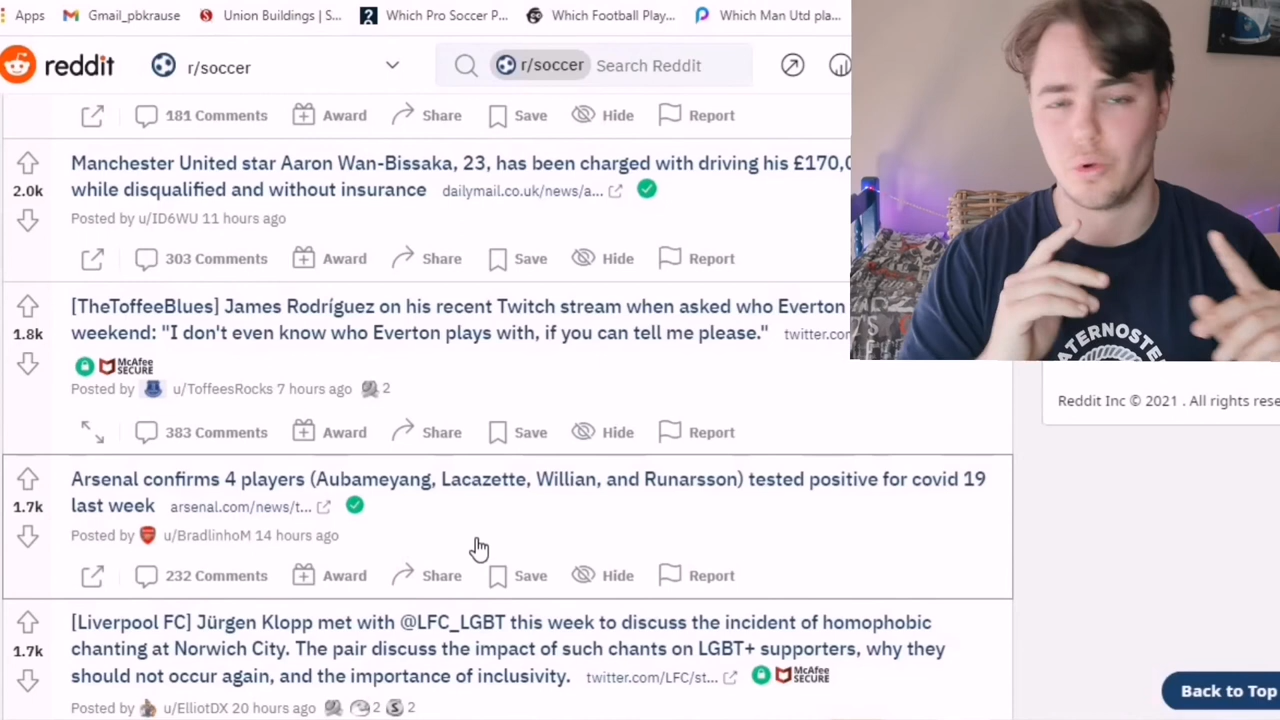 Apps Gmail_pbkrause Union Buildings | S... Which Pro Soccer P... Which Football Play... Which Man Utd pla...
reddit r/soccer r/soccer Search Reddit
181 Comments Award Share Save Hide Report
Manchester United star Aaron Wan-Bissaka, 23, has been charged with driving his £170,0
2.0k
while disqualified and without insurance dailymail.co.uk/news/a...
Posted by u/ID6WU 11 hours ago
303 Comments Award Share Save Hide Report
[TheToffeeBlues] James Rodríguez on his recent Twitch stream when asked who Everton
1.8k
weekend: "I don't even know who Everton plays with, if you can tell me please." twitter.co
McAfee
SECURE
Posted by u/ToffeesRocks 7 hours ago 2
383 Comments Award Share Save Hide Report
Arsenal confirms 4 players (Aubameyang, Lacazette, Willian, and Runarsson) tested positive for covid 19
1.7k
last week arsenal.com/news/t...
Posted by u/BradlinhoM 14 hours ago
232 Comments Award Share Save Hide Report
[Liverpool FC] Jürgen Klopp met with @LFC_LGBT this week to discuss the incident of homophobic
1.7k
chanting at Norwich City. The pair discuss the impact of such chants on LGBT+ supporters, why they
should not occur again, and the importance of inclusivity. twitter.com/LFC/st...
McAfee
SECURE
Posted by u/ElliotDX 20 hours ago 2 2
ATERNOSTE
Reddit Inc © 2021 . All rights rese
Back to Top